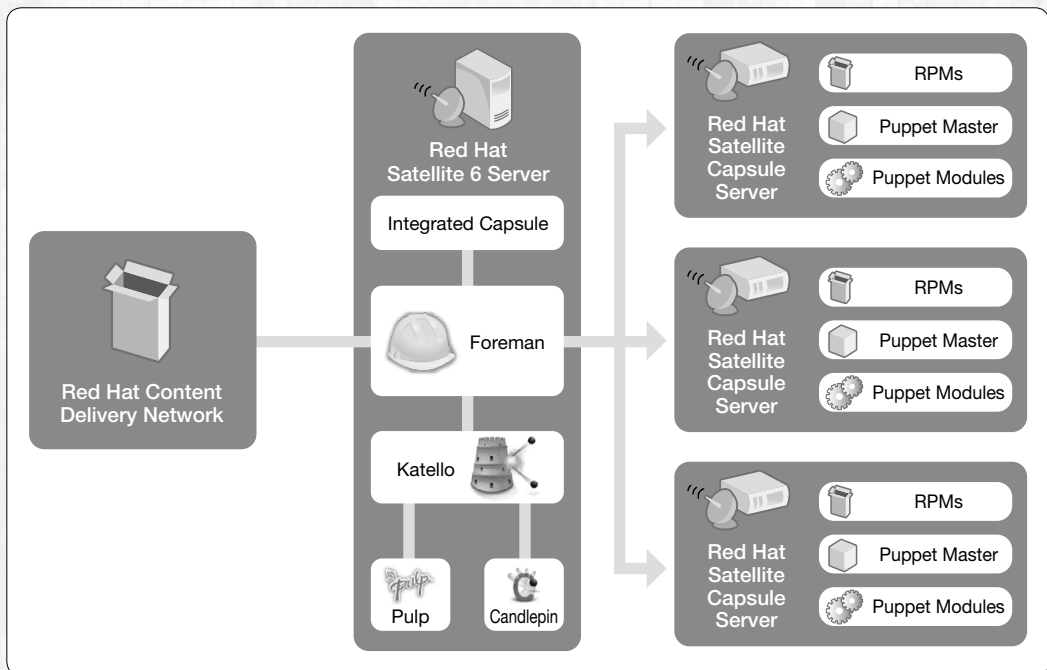 Red Hat Content
Delivery Network
Red Hat
Satellite 6 Server
Integrated Capsule
Foreman
Katello
pulp
Pulp
Candlepin
Red Hat
Satellite
Capsule
Server
RPMs
Puppet Master
Puppet Modules
Red Hat
Satellite
Capsule
Server
RPMs
Puppet Master
Puppet Modules
Red Hat
Satellite
Capsule
Server
RPMs
Puppet Master
Puppet Modules